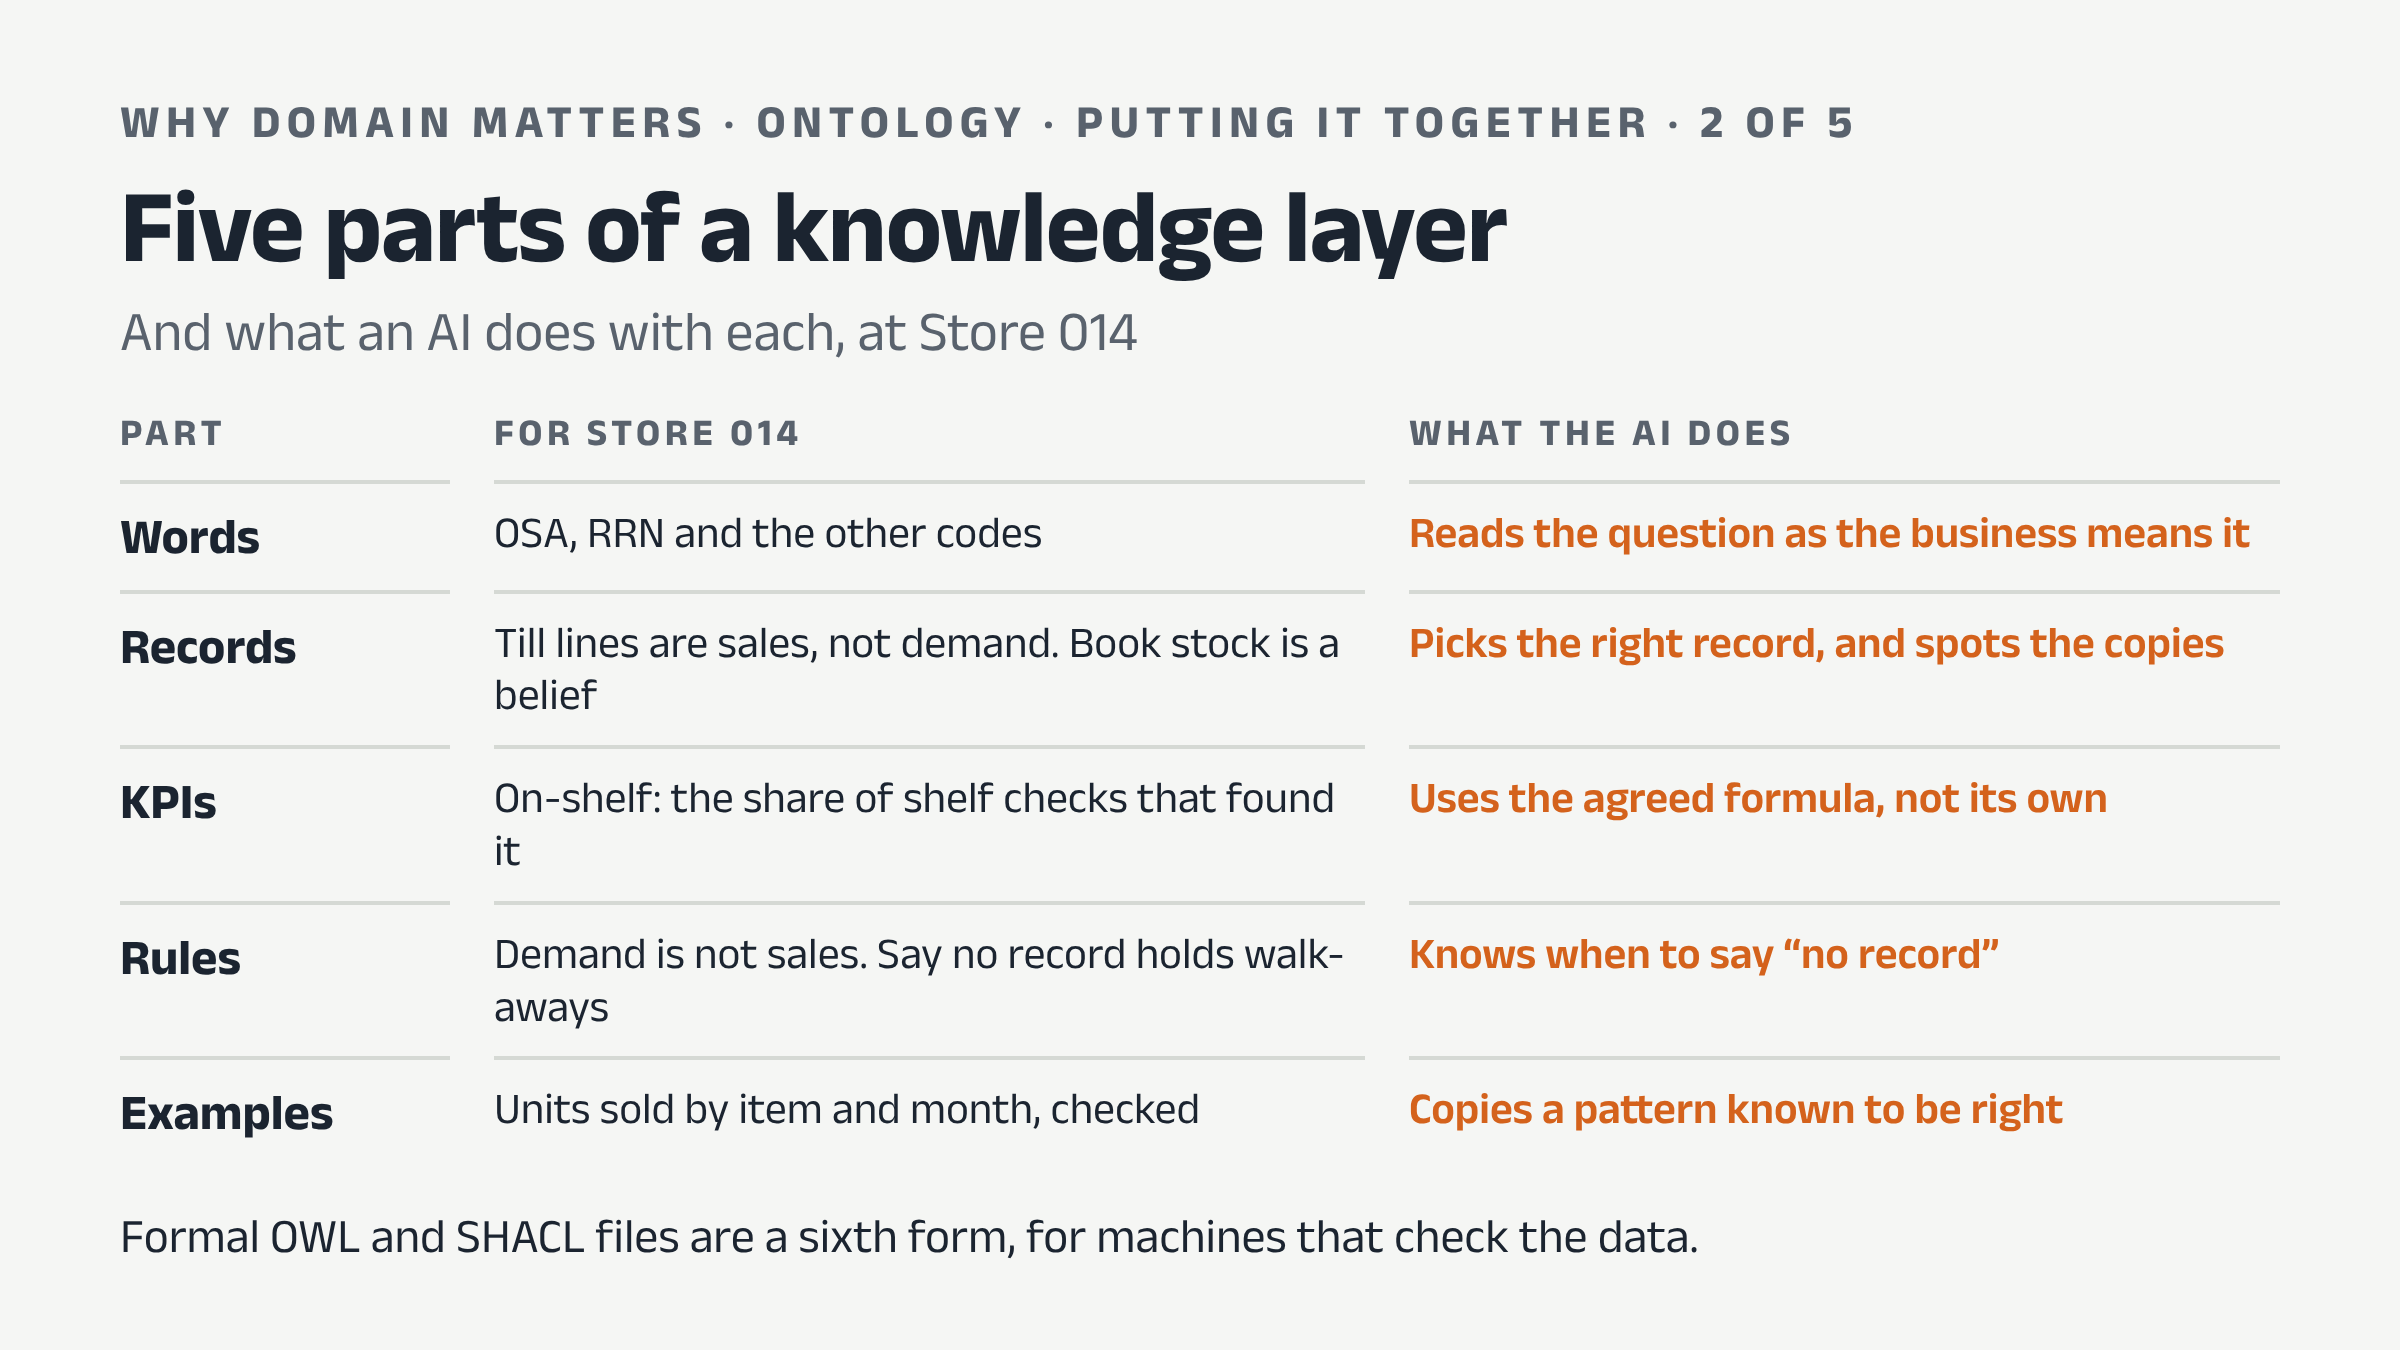 WHY DOMAIN MATTERS · ONTOLOGY · PUTTING IT TOGETHER · 2 OF 5
Five parts of a knowledge layer
And what an AI does with each, at Store 014
PART
FOR STORE 014
WHAT THE AI DOES
Words
OSA, RRN and the other codes
Reads the question as the business means it
Records
Till lines are sales, not demand. Book stock is a
belief
Picks the right record, and spots the copies
KPIs
On-shelf: the share of shelf checks that found
it
Uses the agreed formula, not its own
Rules
Demand is not sales. Say no record holds walk-
aways
Knows when to say “no record”
Examples
Units sold by item and month, checked
Copies a pattern known to be right
Formal OWL and SHACL files are a sixth form, for machines that check the data.